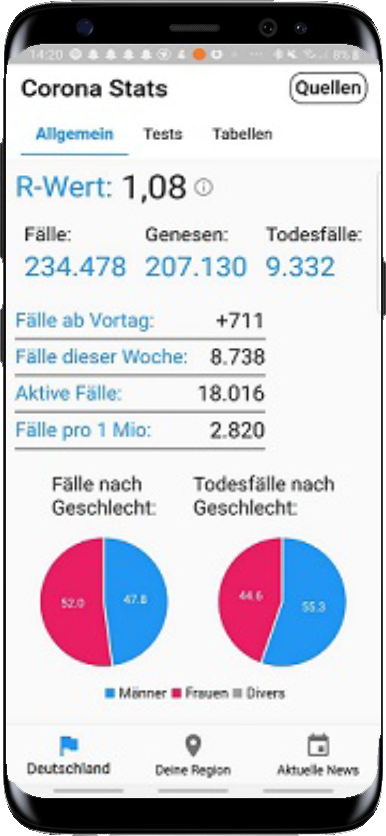 14:20
8%
Corona Stats
Quellen
Allgemein Tests Tabellen
R-Wert: 1,08
Fälle: Genesen: Todesfälle:
234.478 207.130 9.332
Fälle ab Vortag: +711
Fälle dieser Woche: 8.738
Aktive Fälle: 18.016
Fälle pro 1 Mio: 2.820
Fälle nach Geschlecht:
Todesfälle nach Geschlecht:
52.0 47.8
44.6 55.3
Männer Frauen Divers
Deutschland Deine Region Aktuelle News